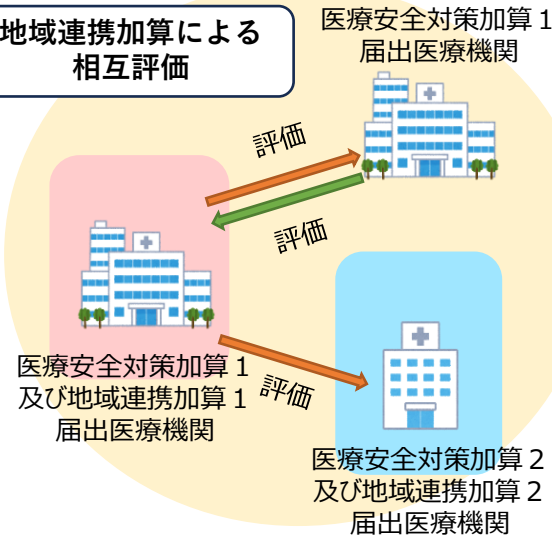 地域連携加算による
相互評価
医療安全対策加算１
届出医療機関
評価
評価
医療安全対策加算１
及び地域連携加算１
届出医療機関
評価
医療安全対策加算２
及び地域連携加算２
届出医療機関